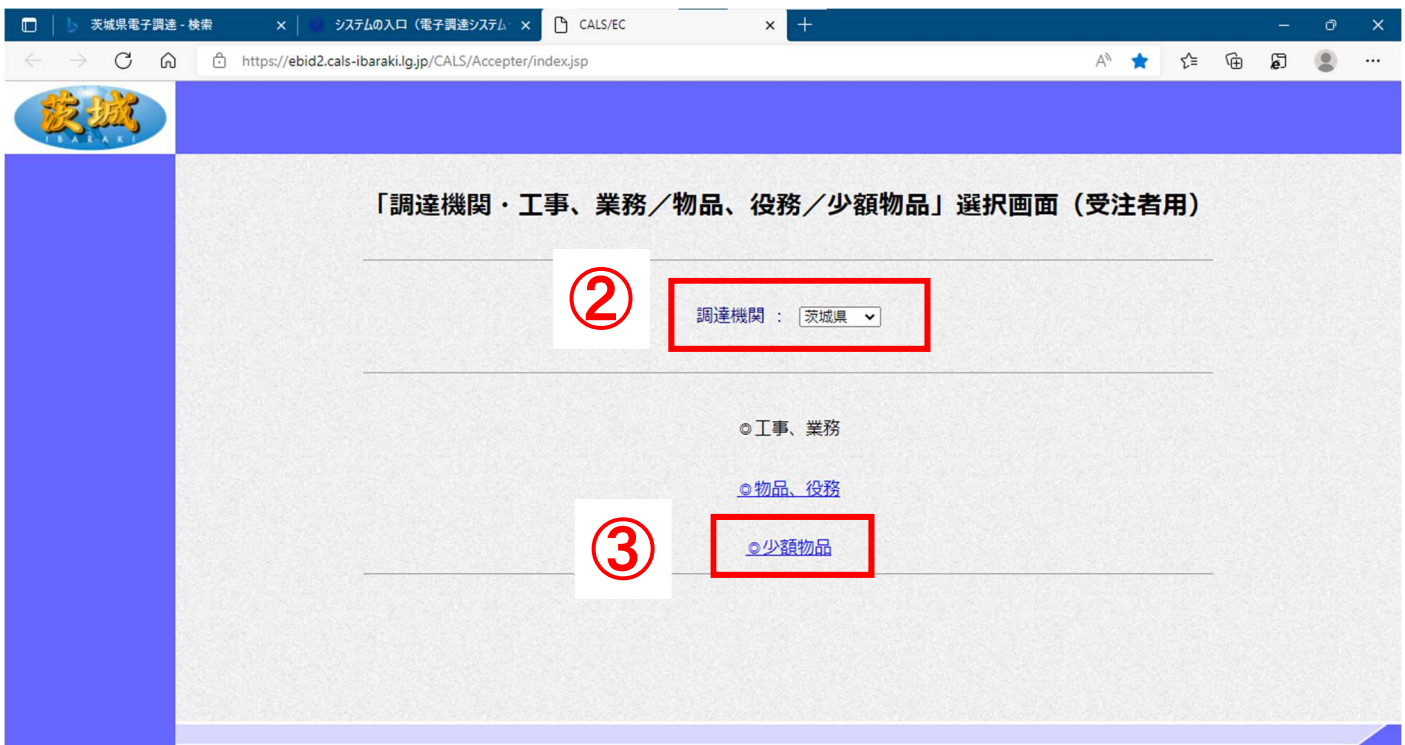 茨城県電子調達 - 検索
システムの入口（電子調達システム
CALS/EC
https://ebid2.cals-ibaraki.lg.jp/CALS/Accepter/index.jsp
茨城
IBARAKI
「調達機関・工事、業務／物品、役務／少額物品」選択画面（受注者用）
②
調達機関 ： 茨城県
◎工事、業務
◎物品、役務
③
◎少額物品